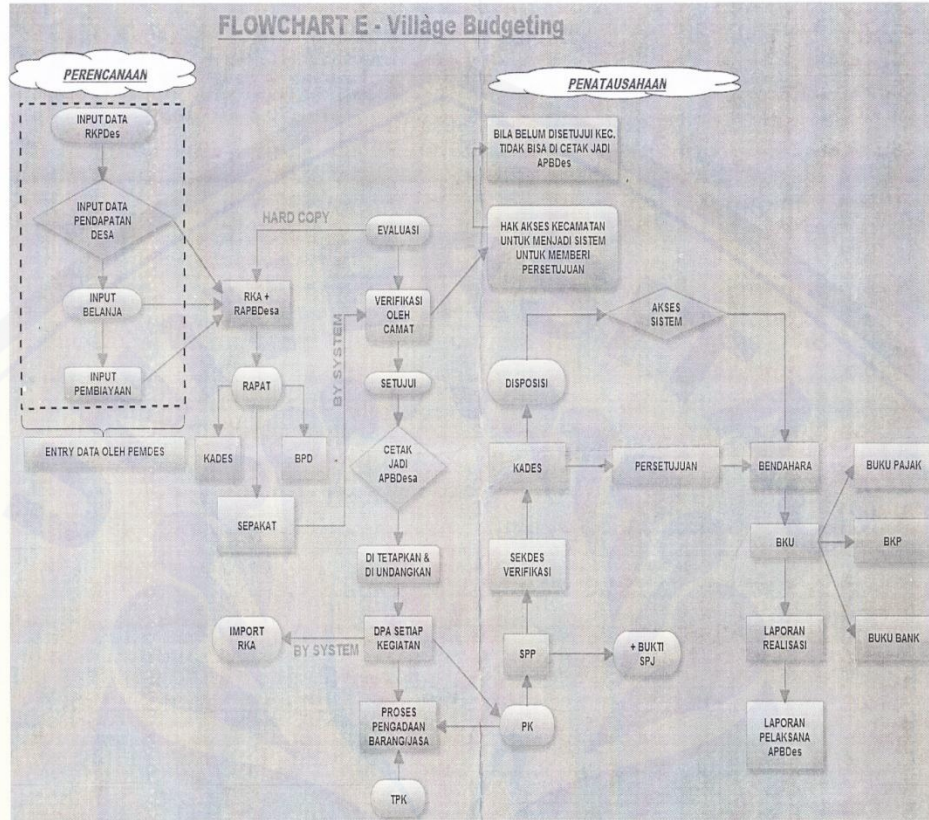 FLOWCHART E - Village Budgeting
PERENCANAAN
INPUT DATA
RKPDes
INPUT DATA
PENDAPATAN
DESA
INPUT
BELANJA
INPUT
PEMBIAYAAN
ENTRY DATA OLEH PEMDES
HARD COPY
RKA +
RAPBDesa
RAPAT
KADES
BPD
SEPAKAT
BY SYSTEM
EVALUASI
VERIFIKASI
OLEH
CAMAT
SETUJUI
CETAK
JADI
APBDesa
DI TETAPKAN &
DI UNDANGKAN
IMPORT
RKA
BY SYSTEM
DPA SETIAP
KEGIATAN
PROSES
PENGADAAN
BARANG/JASA
TPK
PENATAUSAHAAN
BILA BELUM DISETUJUI KEC.
TIDAK BISA DI CETAK JADI
APBDes
HAK AKSES KECAMATAN
UNTUK MENJADI SISTEM
UNTUK MEMBERI
PERSETUJUAN
AKSES
SISTEM
DISPOSISI
KADES
PERSETUJUAN
BENDAHARA
BUKU PAJAK
BKU
BKP
BUKU BANK
SEKDES
VERIFIKASI
SPP
+ BUKTI
SPJ
PK
LAPORAN
REALISASI
LAPORAN
PELAKSANA
APBDes